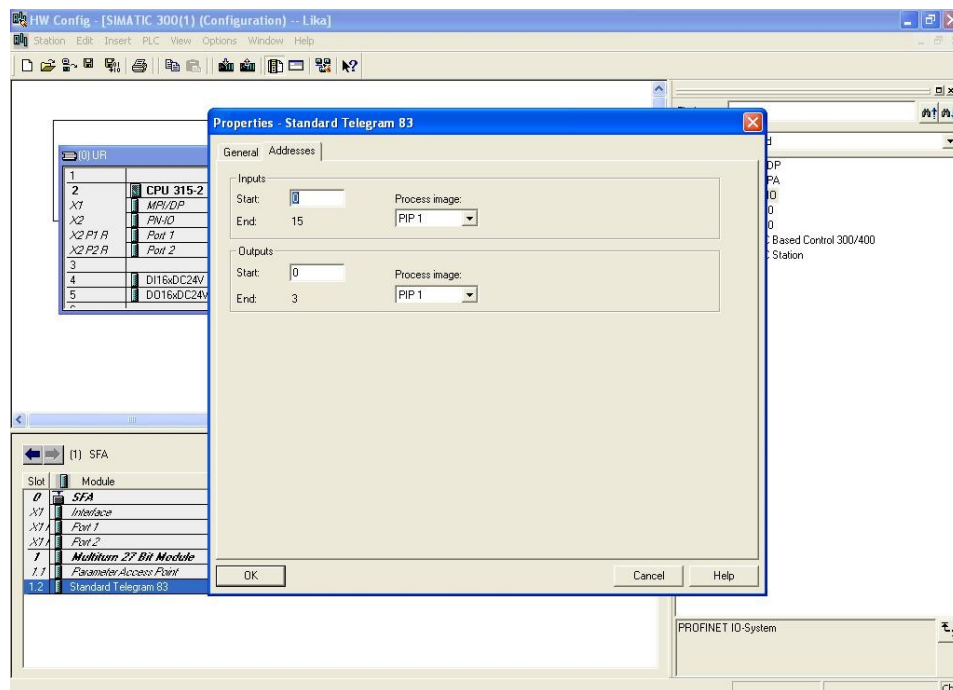 HW Config - [SIMATIC 300(1) (Configuration) -- Lika]
Station Edit Insert PLC View Options Window Help
(0) UR
1
2 CPU 315-2
X1 MPI/DP
X2 PN-IO
X2 P1 R Port 1
X2 P2 R Port 2
3
4 DI16xDC24V
5 DO16xDC24V
Properties - Standard Telegram 83
General Addresses
Inputs
Start: 0 Process image:
End: 15 PIP 1
Outputs
Start: 0 Process image:
End: 3 PIP 1
OK Cancel Help
DP
PA
IO
0
0
Based Control 300/400
Station
(1) SFA
Slot Module
0 SFA
X1 Interface
X1 Port 1
X1 Port 2
1 Multiturn 27 Bit Module
1.1 Parameter Access Point
1.2 Standard Telegram 83
PROFINET IO-System
Ch